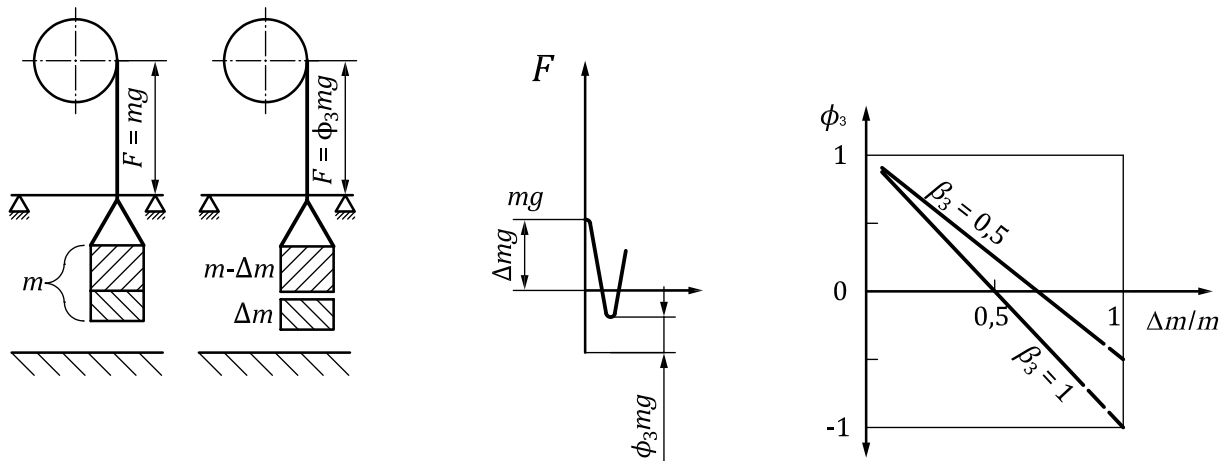 F = mg
m
F = ϕ₃mg
m-Δm
Δm
F
mg
Δmg
ϕ₃mg
ϕ₃
1
0
-1
β₃ = 0,5
β₃ = 1
0,5
1
Δm/m